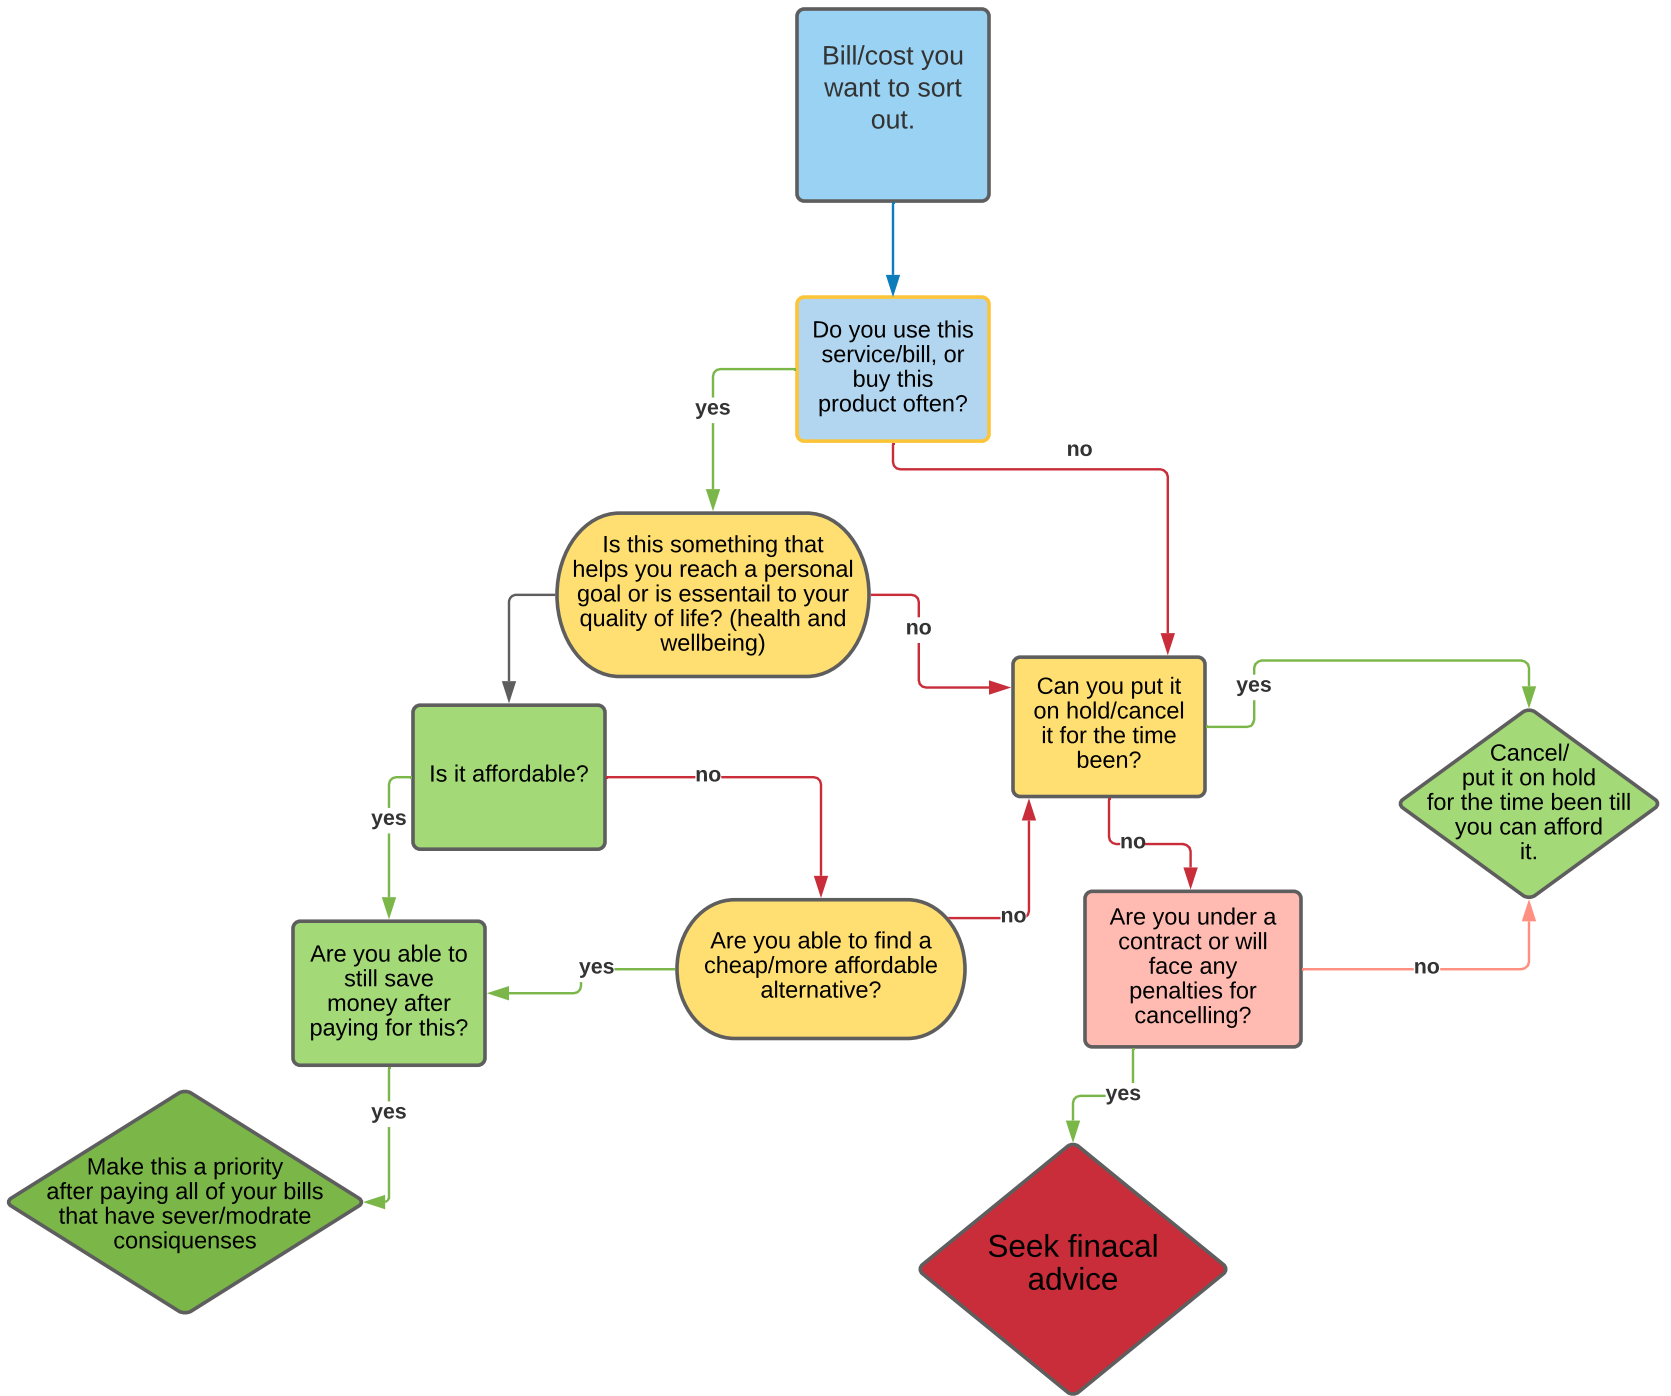 Bill/cost you
want to sort
out.
Do you use this
service/bill, or
buy this
product often?
yes
no
Is this something that
helps you reach a personal
goal or is essentail to your
quality of life? (health and
wellbeing)
no
Can you put it
on hold/cancel
it for the time
been?
yes
Cancel/
put it on hold
for the time been till
you can afford
it.
Is it affordable?
no
yes
no
Are you able to find a
cheap/more affordable
alternative?
no
yes
Are you under a
contract or will
face any
penalties for
cancelling?
no
Are you able to
still save
money after
paying for this?
yes
yes
Make this a priority
after paying all of your bills
that have sever/modrate
consiquenses
Seek finacal
advice